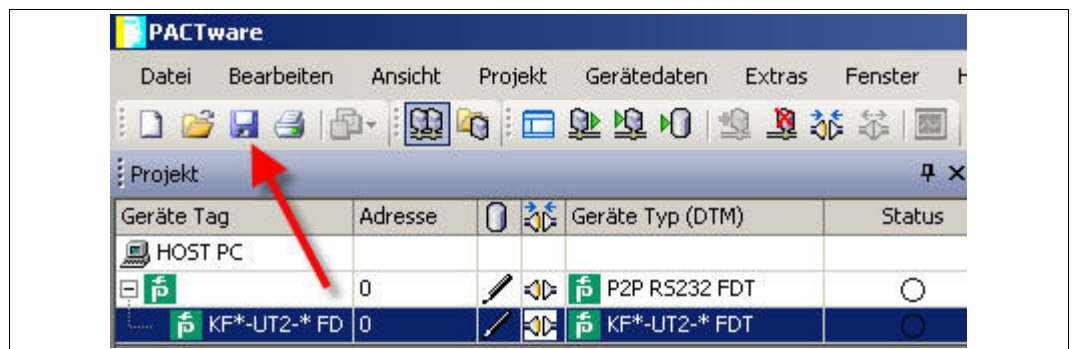 PACTware
Datei Bearbeiten Ansicht Projekt Gerätedaten Extras Fenster
Projekt
Geräte Tag Adresse Geräte Typ (DTM) Status
HOST PC
0 P2P RS232 FDT
KF*-UT2-* FD 0 KF*-UT2-* FDT